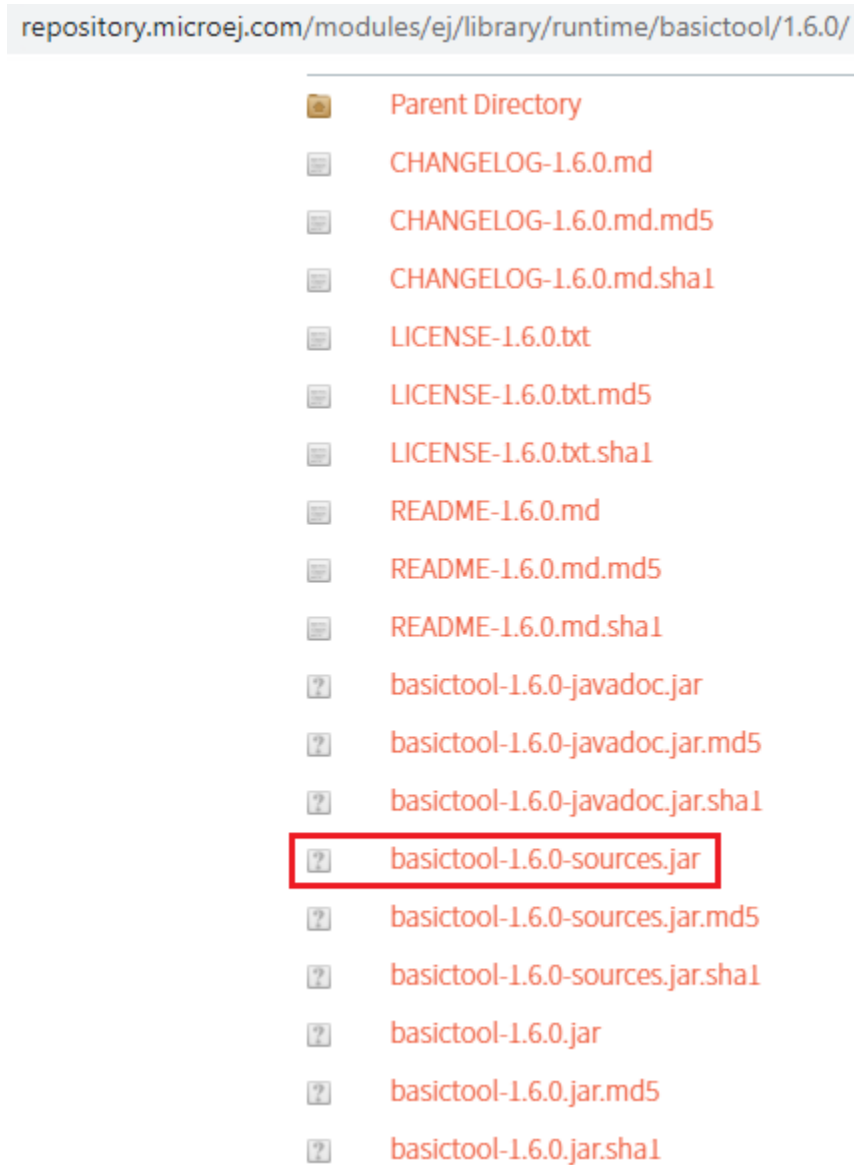 repository.microej.com/modules/ej/library/runtime/basictool/1.6.0/
Parent Directory
CHANGELOG-1.6.0.md
CHANGELOG-1.6.0.md.md5
CHANGELOG-1.6.0.md.sha1
LICENSE-1.6.0.txt
LICENSE-1.6.0.txt.md5
LICENSE-1.6.0.txt.sha1
README-1.6.0.md
README-1.6.0.md.md5
README-1.6.0.md.sha1
basictool-1.6.0-javadoc.jar
basictool-1.6.0-javadoc.jar.md5
basictool-1.6.0-javadoc.jar.sha1
basictool-1.6.0-sources.jar
basictool-1.6.0-sources.jar.md5
basictool-1.6.0-sources.jar.sha1
basictool-1.6.0.jar
basictool-1.6.0.jar.md5
basictool-1.6.0.jar.sha1